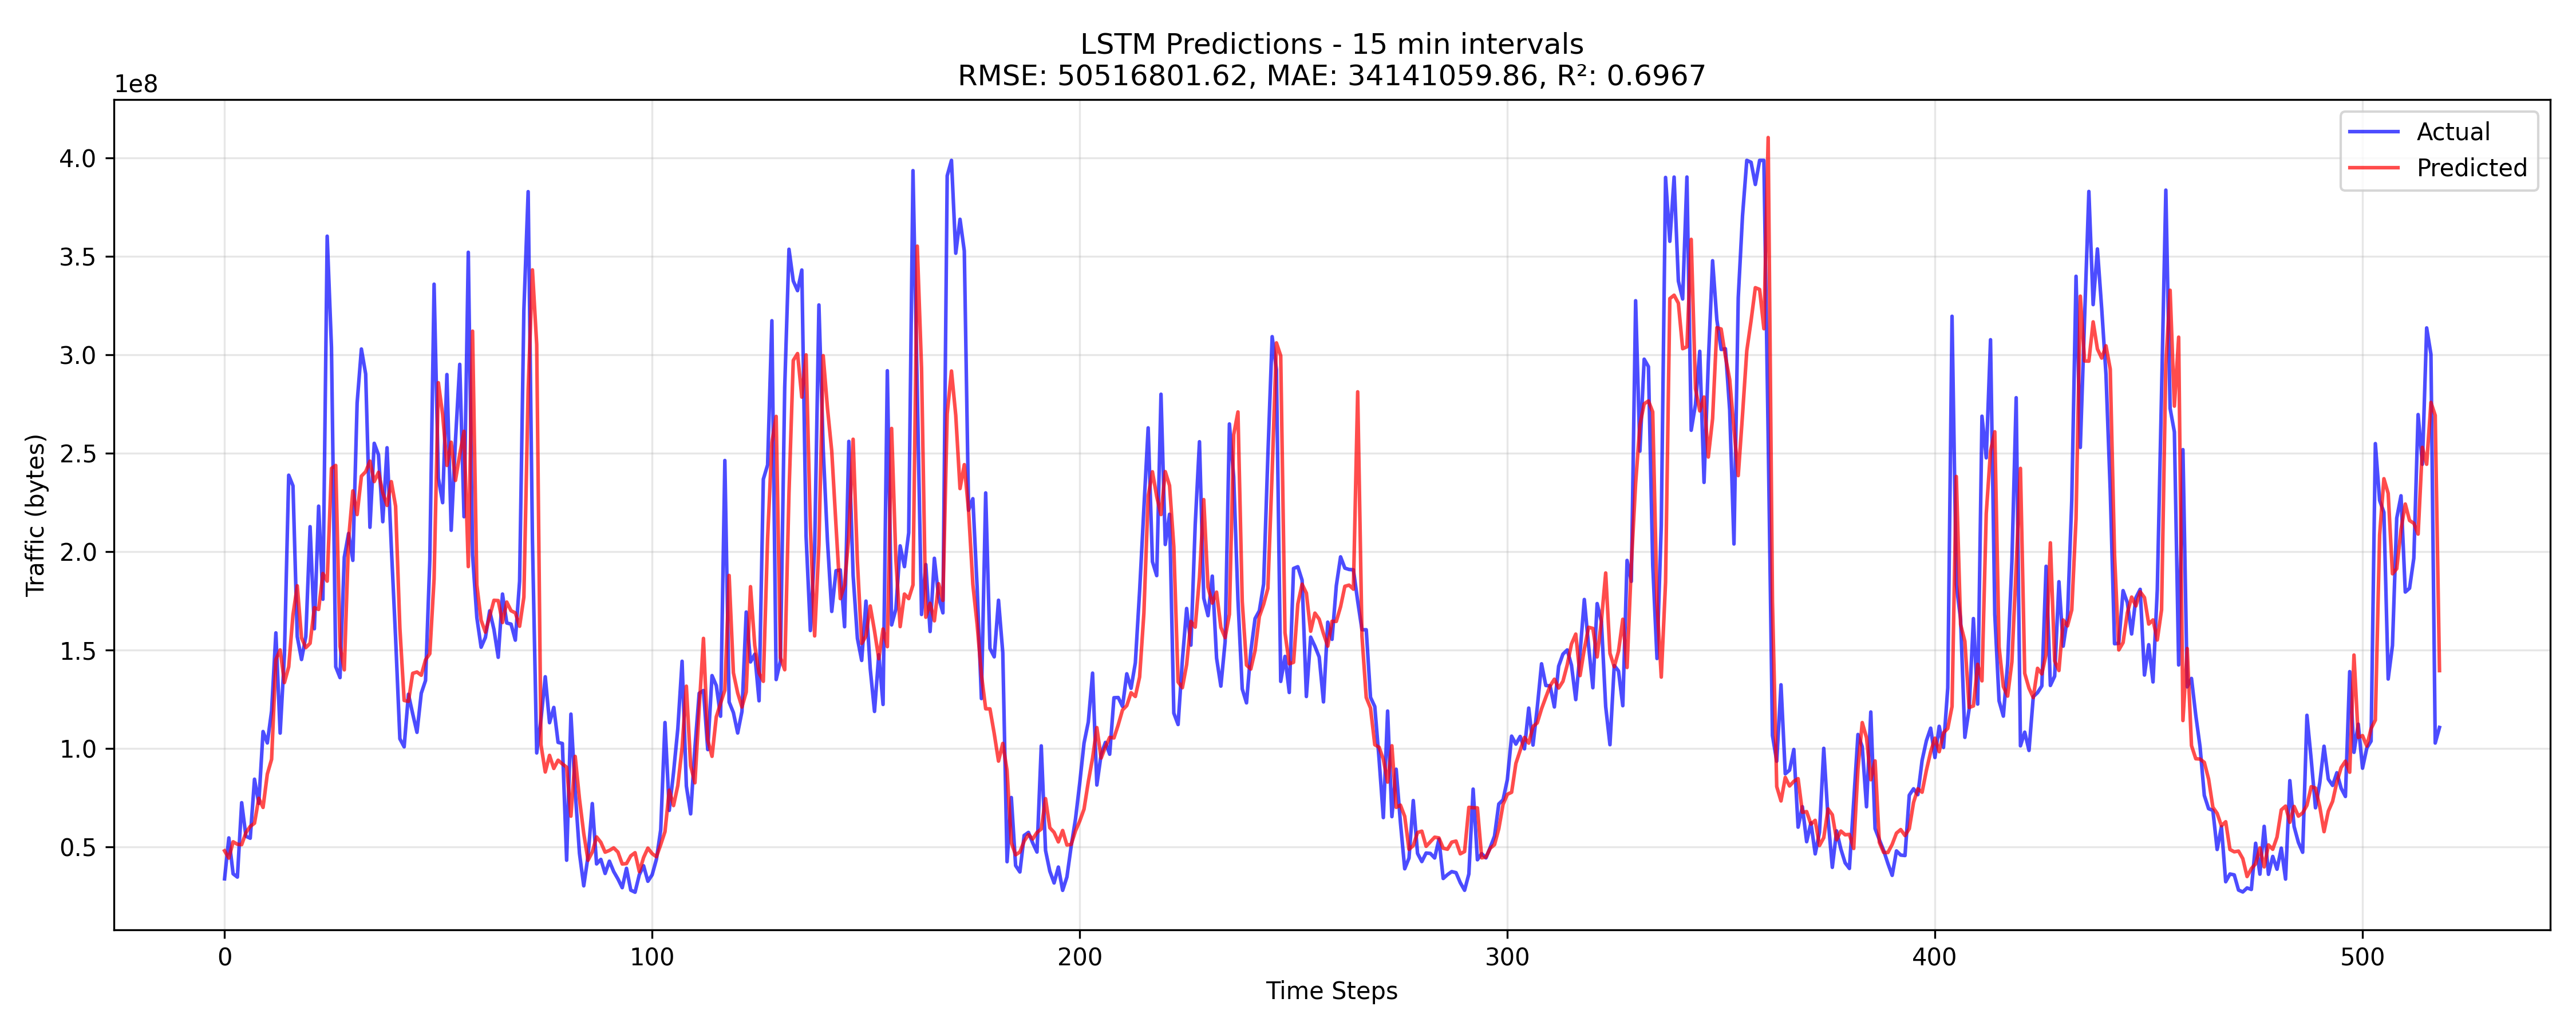 LSTM Predictions - 15 min intervals
RMSE: 50516801.62, MAE: 34141059.86, R²: 0.6967
1e8
Actual
Predicted
4.0
3.5
3.0
2.5
2.0
1.5
1.0
0.5
Traffic (bytes)
0 100 200 300 400 500
Time Steps